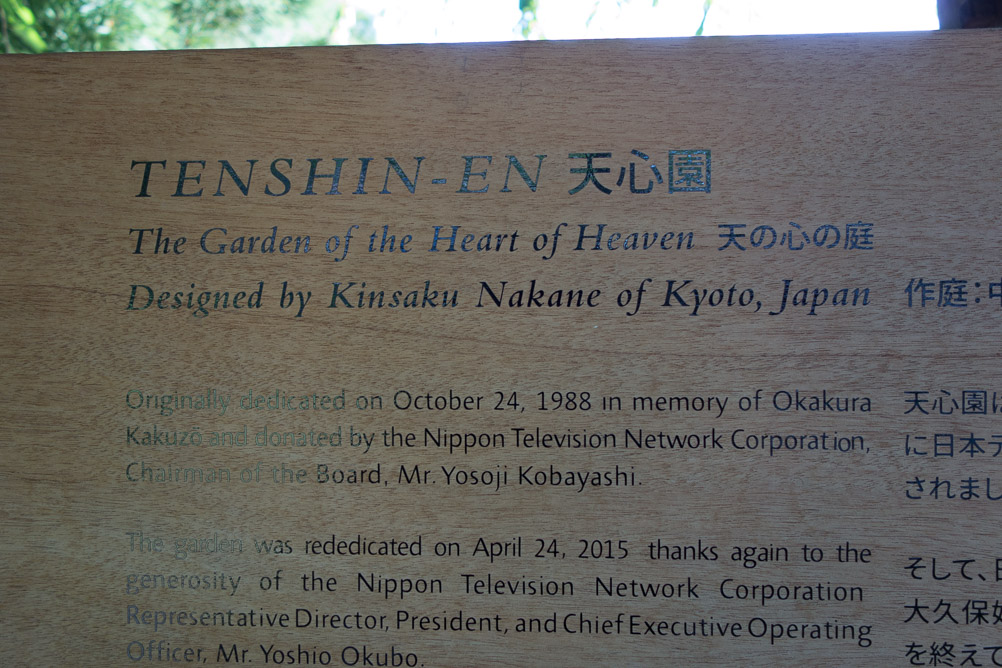 TENSHIN-EN 天心園
The Garden of the Heart of Heaven 天の心の庭
Designed by Kinsaku Nakane of Kyoto, Japan
Originally dedicated on October 24, 1988 in memory of Okakura
Kakuzo and donated by the Nippon Television Network Corporation,
Chairman of the Board, Mr. Yosoji Kobayashi.
The garden was rededicated on April 24, 2015 thanks again to the
generosity of the Nippon Television Network Corporation
Representative Director, President, and Chief Executive Operating
Officer, Mr. Yoshio Okubo.
作庭：中
天心園は
に日本テ
されまし
そして、日
大久保好
を終えて